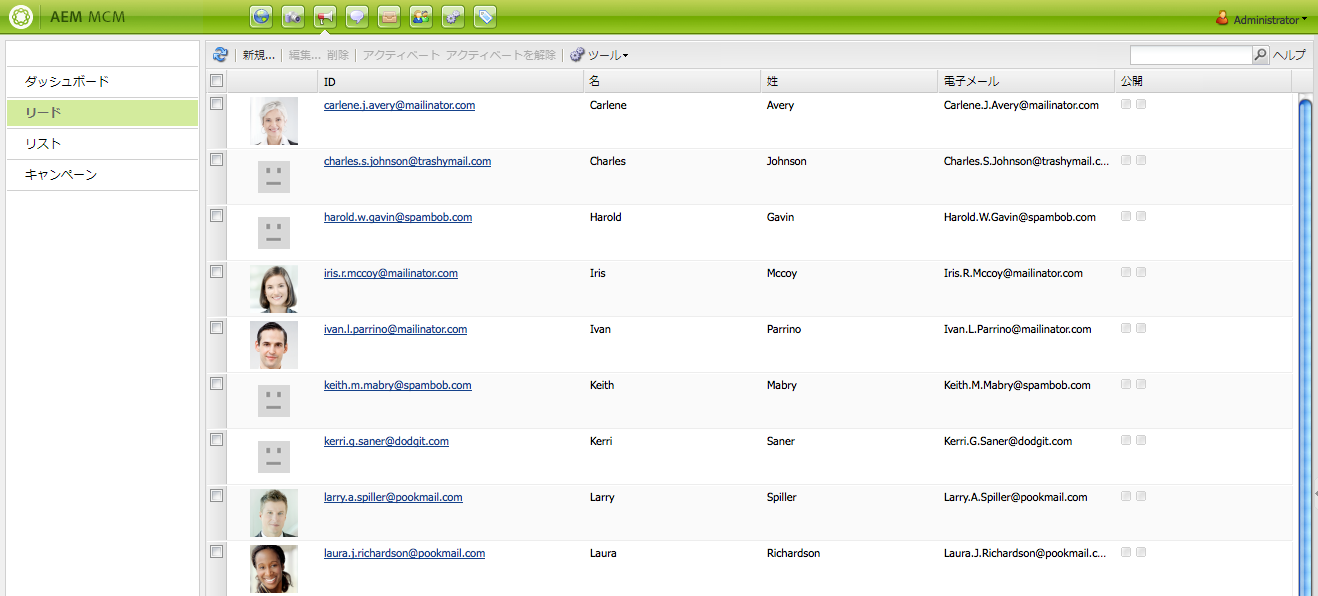 AEM MCM
Administrator
新規... 編集... 削除 アクティベート アクティベートを解除 ツール ヘルプ
ダッシュボード
リード
リスト
キャンペーン
ID 名 姓 電子メール 公開
carlene.j.avery@mailinator.com Carlene Avery Carlene.J.Avery@mailinator.com
charles.s.johnson@trashymail.com Charles Johnson Charles.S.Johnson@trashymail.c...
harold.w.gavin@spambob.com Harold Gavin Harold.W.Gavin@spambob.com
iris.r.mccoy@mailinator.com Iris Mccoy Iris.R.Mccoy@mailinator.com
ivan.l.parrino@mailinator.com Ivan Parrino Ivan.L.Parrino@mailinator.com
keith.m.mabry@spambob.com Keith Mabry Keith.M.Mabry@spambob.com
kerri.g.saner@dodgit.com Kerri Saner Kerri.G.Saner@dodgit.com
larry.a.spiller@pookmail.com Larry Spiller Larry.A.Spiller@pookmail.com
laura.j.richardson@pookmail.com Laura Richardson Laura.J.Richardson@pookmail.c...